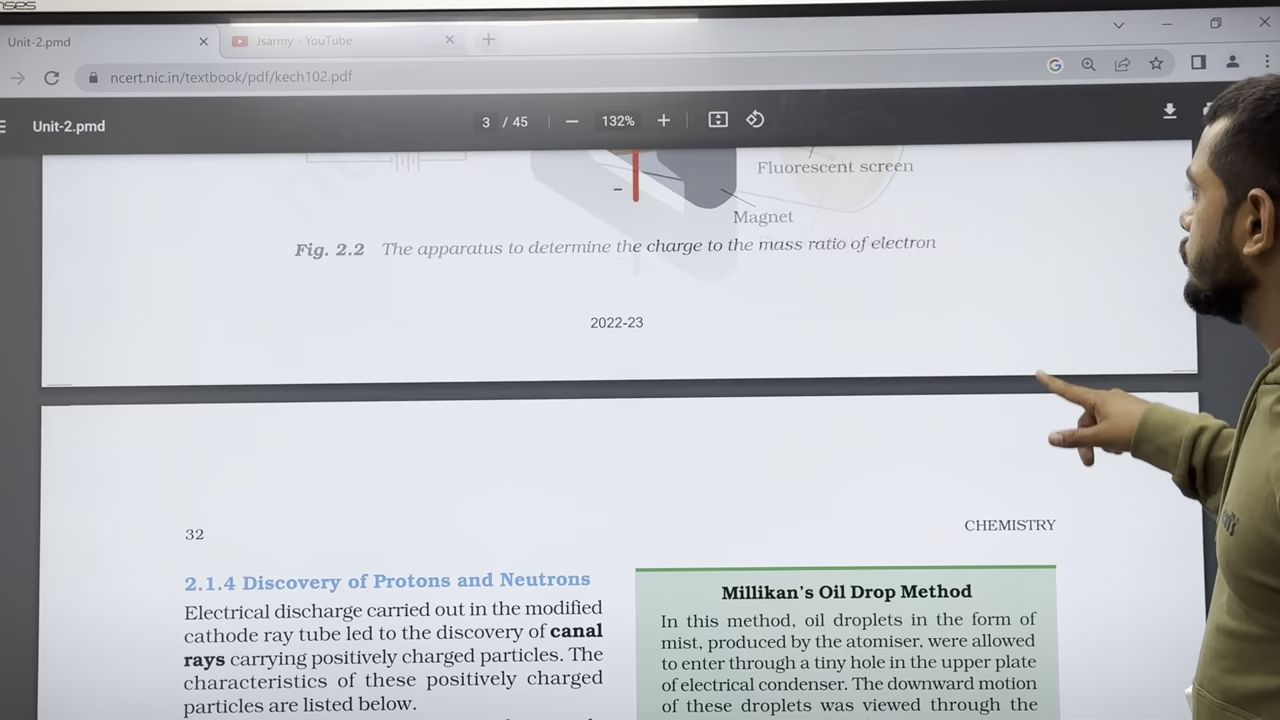 Unit-2.pmd
Jsarmy - YouTube
ncert.nic.in/textbook/pdf/kech102.pdf
Unit-2.pmd
3 / 45
132%
Fluorescent screen
Magnet
Fig. 2.2 The apparatus to determine the charge to the mass ratio of electron
2022-23
32
CHEMISTRY
2.1.4 Discovery of Protons and Neutrons
Electrical discharge carried out in the modified
cathode ray tube led to the discovery of canal
rays carrying positively charged particles. The
characteristics of these positively charged
particles are listed below.
Millikan's Oil Drop Method
In this method, oil droplets in the form of
mist, produced by the atomiser, were allowed
to enter through a tiny hole in the upper plate
of electrical condenser. The downward motion
of these droplets was viewed through the